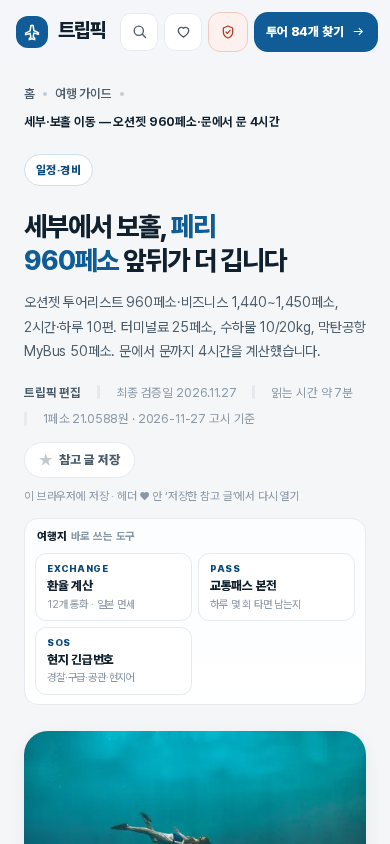 트립픽
투어 84개 찾기 →
홈 • 여행 가이드 •
세부·보홀 이동 — 오션젯 960페소·문에서 문 4시간
일정·경비
세부에서 보홀, 페리
960페소 앞뒤가 더 깁니다
오션젯 투어리스트 960페소·비즈니스 1,440~1,450페소,
2시간·하루 10편. 터미널료 25페소, 수하물 10/20kg, 막탄공항
MyBus 50페소. 문에서 문까지 4시간을 계산했습니다.
트립픽 편집 최종 검증일 2026.11.27 읽는 시간 약 7분
1페소 21.0588원 · 2026-11-27 고시 기준
★ 참고 글 저장
이 브라우저에 저장 · 헤더 ♥ 안 ‘저장한 참고 글’에서 다시 열기
여행지 바로 쓰는 도구
EXCHANGE
환율 계산
12개 통화 · 일본 면세
PASS
교통패스 본전
하루 몇 회 타면 남는지
SOS
현지 긴급번호
경찰·구급·공관·현지어